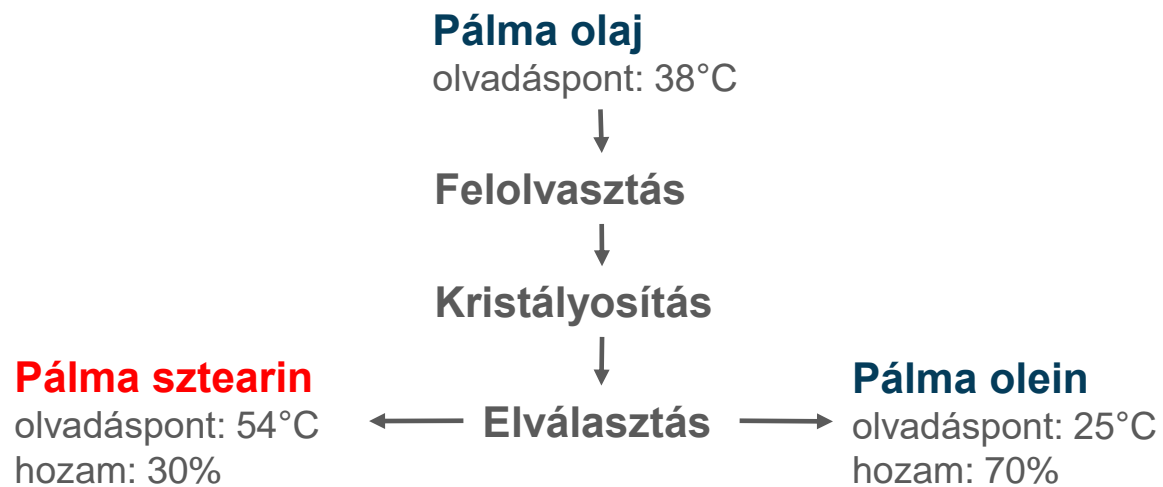 Pálma olaj
olvadáspont: 38°C
Felolvasztás
Kristályosítás
Pálma sztearin
olvadáspont: 54°C
hozam: 30%
Elválasztás
Pálma olein
olvadáspont: 25°C
hozam: 70%